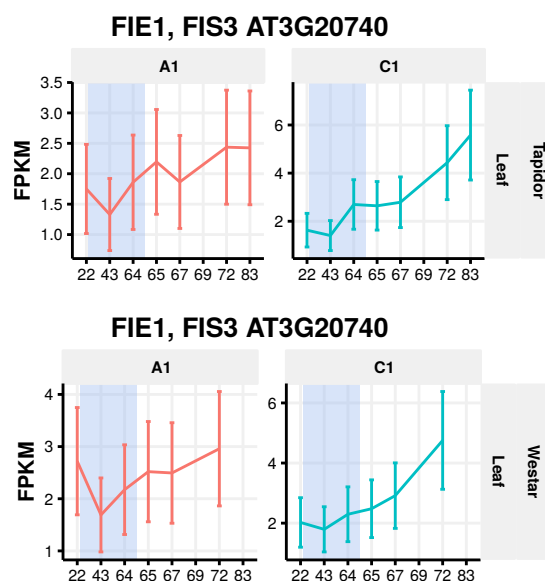 FIE1, FIS3 AT3G20740
A1 C1
FPKM
3.5
3.0
2.5
2.0
1.5
1.0
6
4
2
22 43 64 65 67 69 72 83 22 43 64 65 67 69 72 83
Leaf
Tapidor
FIE1, FIS3 AT3G20740
A1 C1
FPKM
4
3
2
1
6
4
2
22 43 64 65 67 69 72 83 22 43 64 65 67 69 72 83
Leaf
Westar